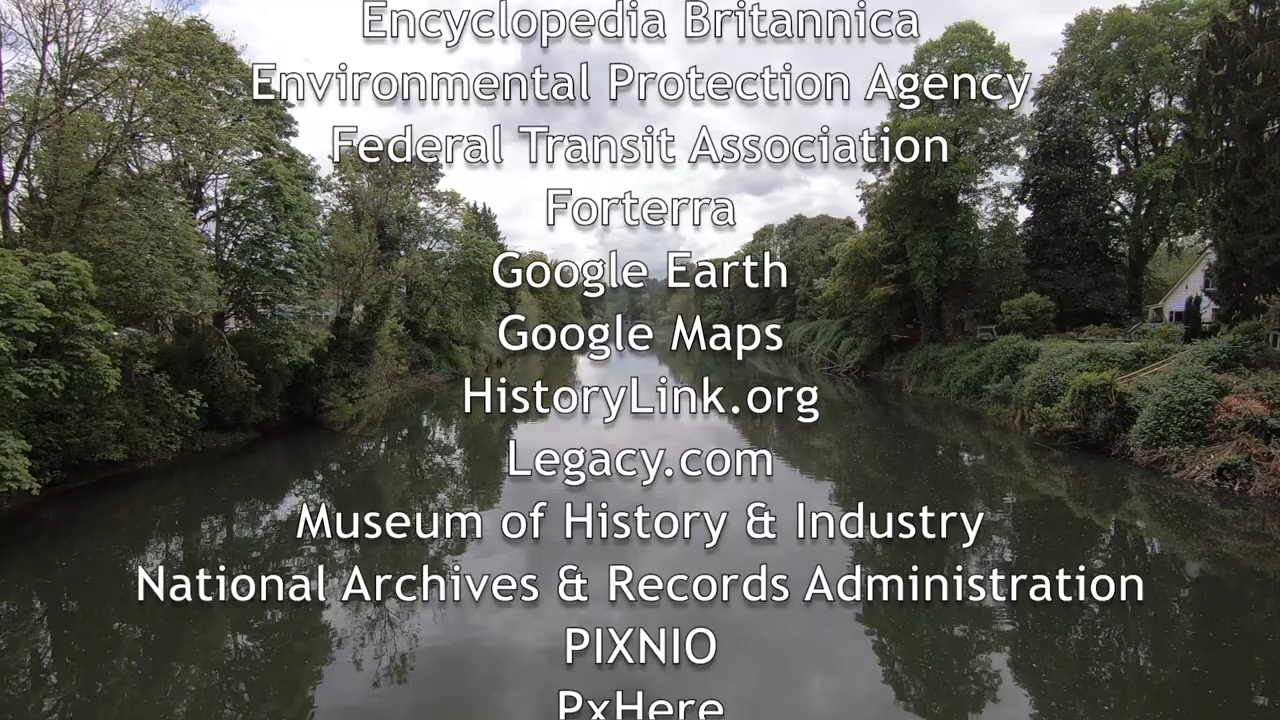 Encyclopedia Britannica
Environmental Protection Agency
Federal Transit Association
Forterra
Google Earth
Google Maps
HistoryLink.org
Legacy.com
Museum of History & Industry
National Archives & Records Administration
PIXNIO
PxHere